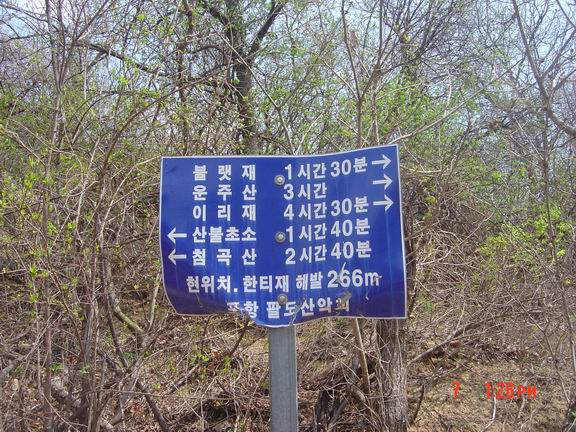 불랫재 1시간 30분 →
운주산 3시간 →
이리재 4시간 30분 →
← 산불초소 1시간 40분
← 침곡산 2시간 40분
현위치. 한티재 해발 266m
포항 팔도산악회
7 1:28PM